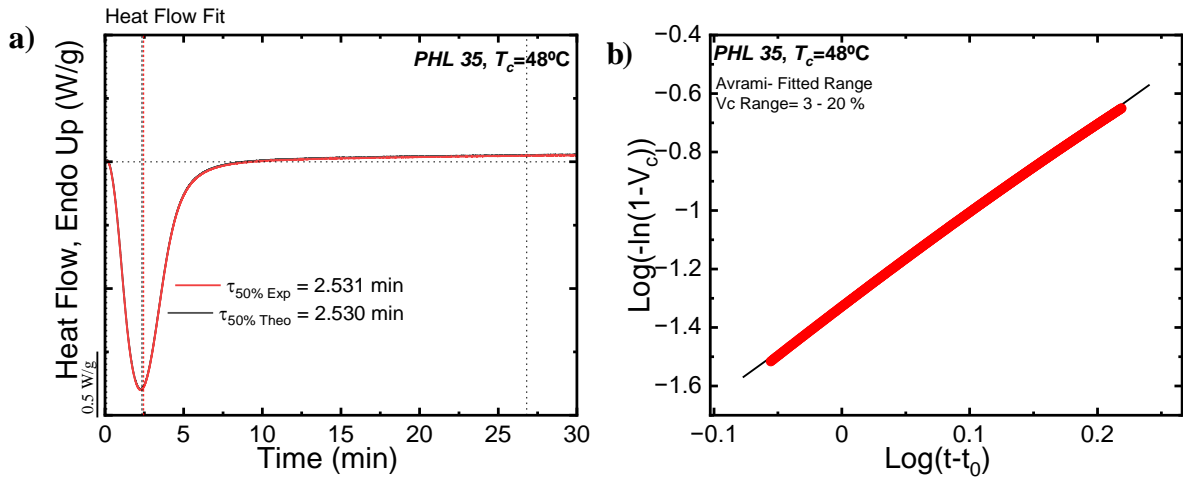 Heat Flow Fit
a)
PHL 35, Tc=48ºC
Heat Flow, Endo Up (W/g)
0.5 W/g
τ50% Exp = 2.531 min
τ50% Theo = 2.530 min
0 5 10 15 20 25 30
Time (min)
b)
PHL 35, Tc=48ºC
Avrami- Fitted Range
Vc Range= 3 - 20 %
Log(-ln(1-Vc))
−0.4
−0.6
−0.8
−1
−1.2
−1.4
−1.6
−0.1 0 0.1 0.2
Log(t-t0)